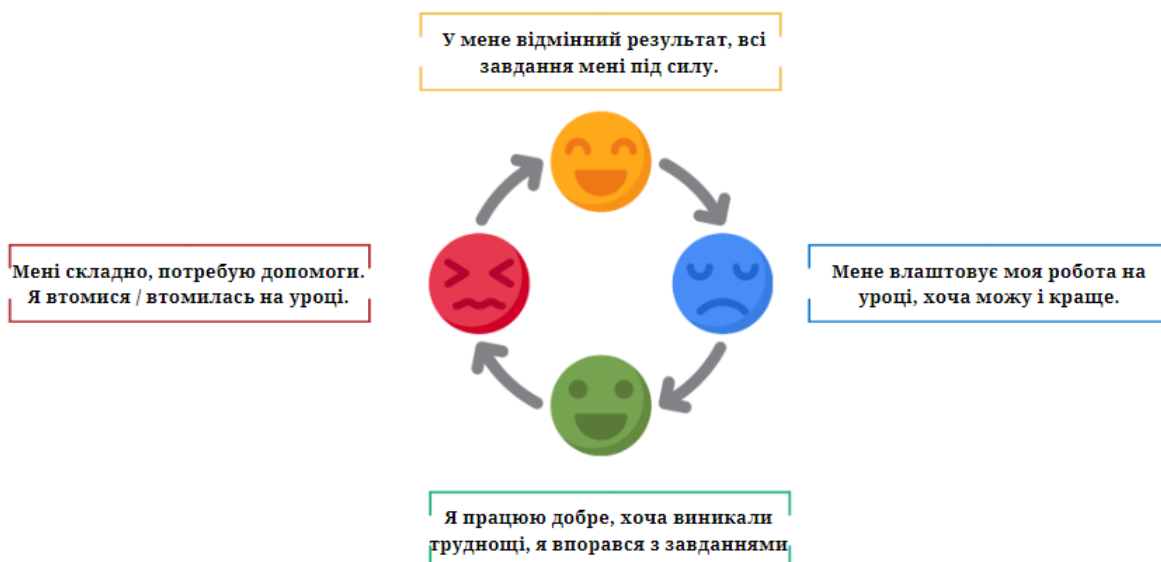 У мене відмінний результат, всі
завдання мені під силу.
Мені складно, потребую допомоги.
Я втомися / втомилась на уроці.
Мене влаштовує моя робота на
уроці, хоча можу і краще.
Я працюю добре, хоча виникали
труднощі, я впорався з завданнями